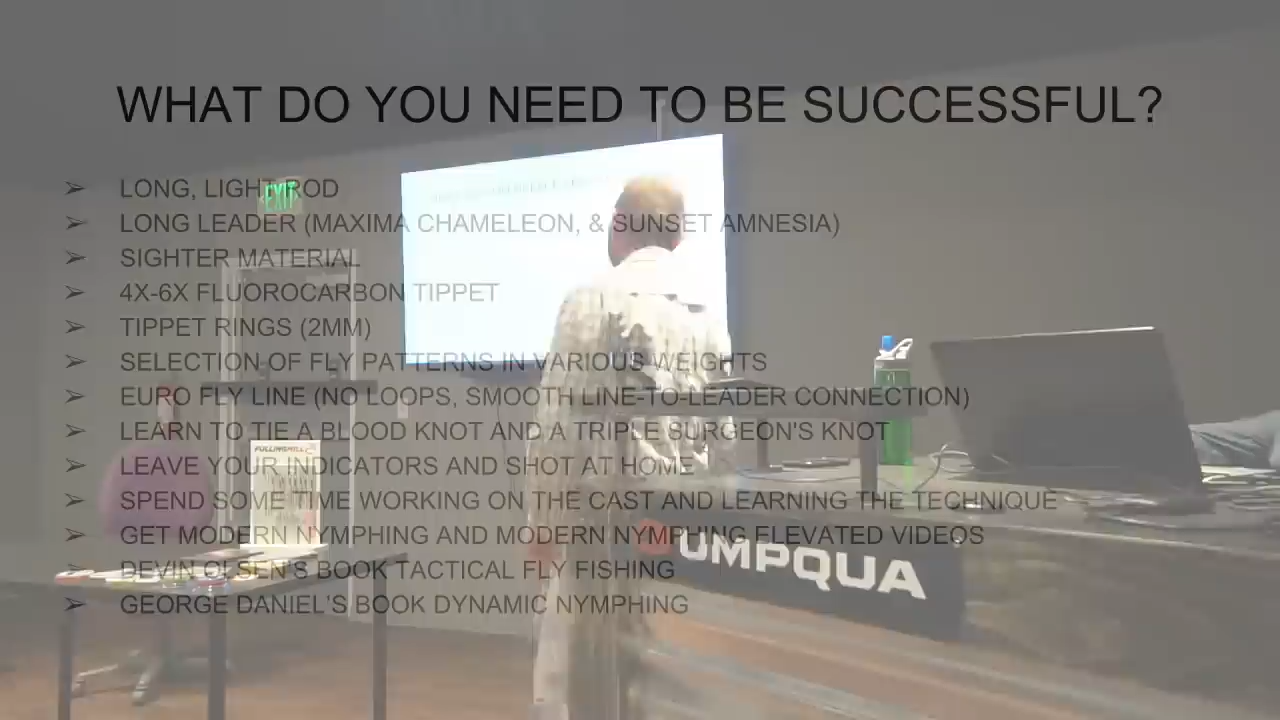 WHAT DO YOU NEED TO BE SUCCESSFUL?
➢ LONG, LIGHT ROD
EXIT
➢ LONG LEADER (MAXIMA CHAMELEON, & SUNSET AMNESIA)
➢ SIGHTER MATERIAL
➢ 4X-6X FLUOROCARBON TIPPET
➢ TIPPET RINGS (2MM)
➢ SELECTION OF FLY PATTERNS IN VARIOUS WEIGHTS
➢ EURO FLY LINE (NO LOOPS, SMOOTH LINE-TO-LEADER CONNECTION)
➢ LEARN TO TIE A BLOOD KNOT AND A TRIPLE SURGEON'S KNOT
➢ LEAVE YOUR INDICATORS AND SHOT AT HOME
➢ SPEND SOME TIME WORKING ON THE CAST AND LEARNING THE TECHNIQUE
➢ GET MODERN NYMPHING AND MODERN NYMPHING ELEVATED VIDEOS
➢ DEVIN OLSEN'S BOOK TACTICAL FLY FISHING
UMPQUA
➢ GEORGE DANIEL'S BOOK DYNAMIC NYMPHING